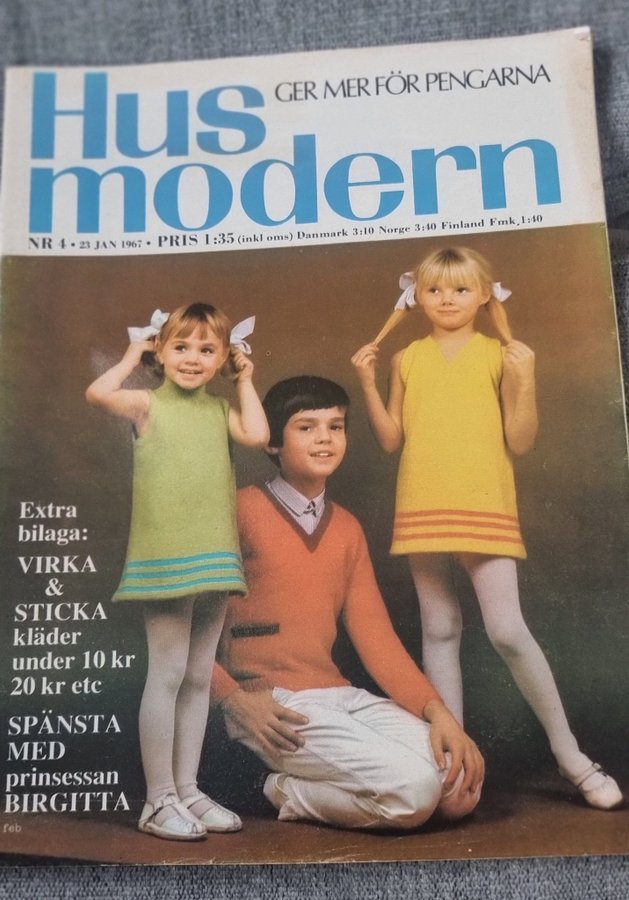 Hus
GER MER FÖR PENGARNA
modern
NR 4 • 23 JAN 1967 • PRIS 1:35 (inkl oms) Danmark 3:10 Norge 3:40 Finland Fmk 1:40
Extra
bilaga:
VIRKA
&
STICKA
kläder
under 10 kr
20 kr etc
SPÄNSTA
MED
prinsessan
BIRGITTA
feb